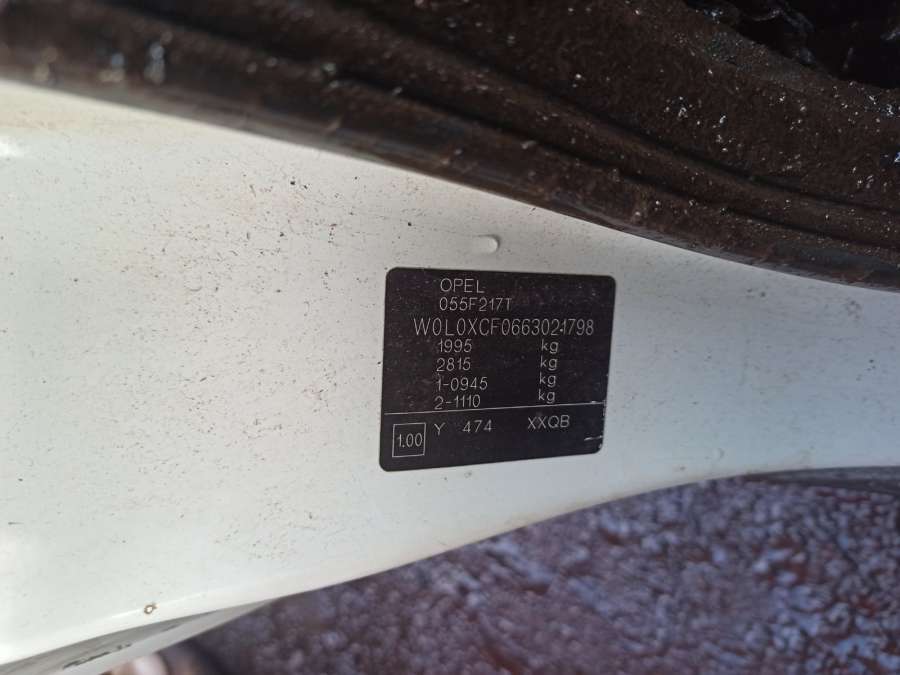 OPEL
055F217T
W0L0XCF0663021798
1995 kg
2815 kg
1-0945 kg
2-1110 kg
1.00 Y 474 XXQB